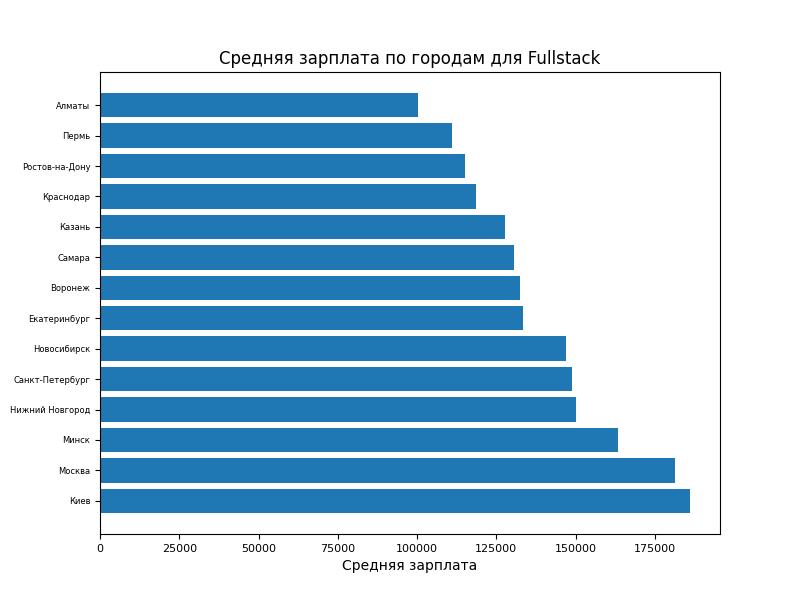 Средняя зарплата по городам для Fullstack
Алматы
Пермь
Ростов-на-Дону
Краснодар
Казань
Самара
Воронеж
Екатеринбург
Новосибирск
Санкт-Петербург
Нижний Новгород
Минск
Москва
Киев
0 25000 50000 75000 100000 125000 150000 175000
Средняя зарплата